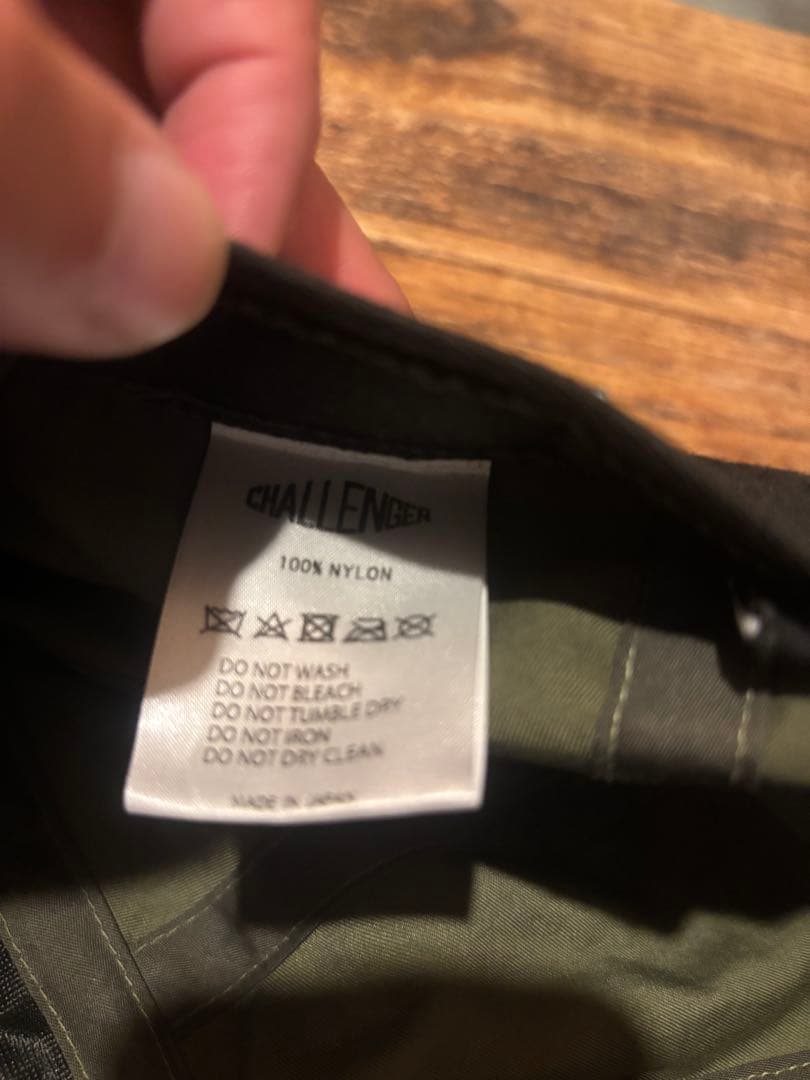 CHALLENGER
100% NYLON
DO NOT WASH
DO NOT BLEACH
DO NOT TUMBLE DRY
DO NOT IRON
DO NOT DRY CLEAN
MADE IN JAPAN